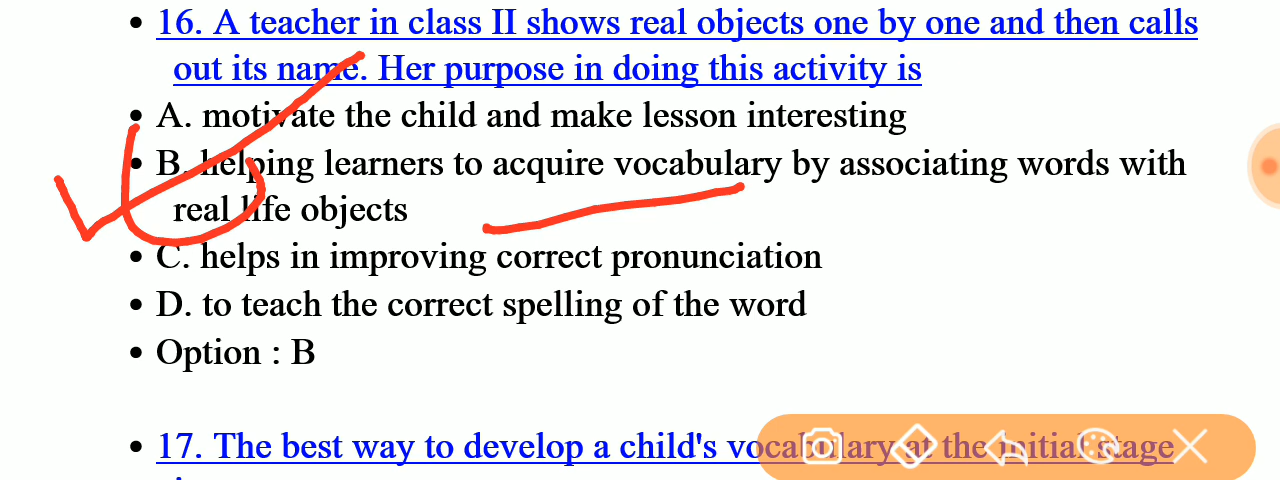 • 16. A teacher in class II shows real objects one by one and then calls
out its name. Her purpose in doing this activity is
• A. motivate the child and make lesson interesting
• B. helping learners to acquire vocabulary by associating words with
real life objects
• C. helps in improving correct pronunciation
• D. to teach the correct spelling of the word
• Option : B
• 17. The best way to develop a child's vocabulary at the initial stage